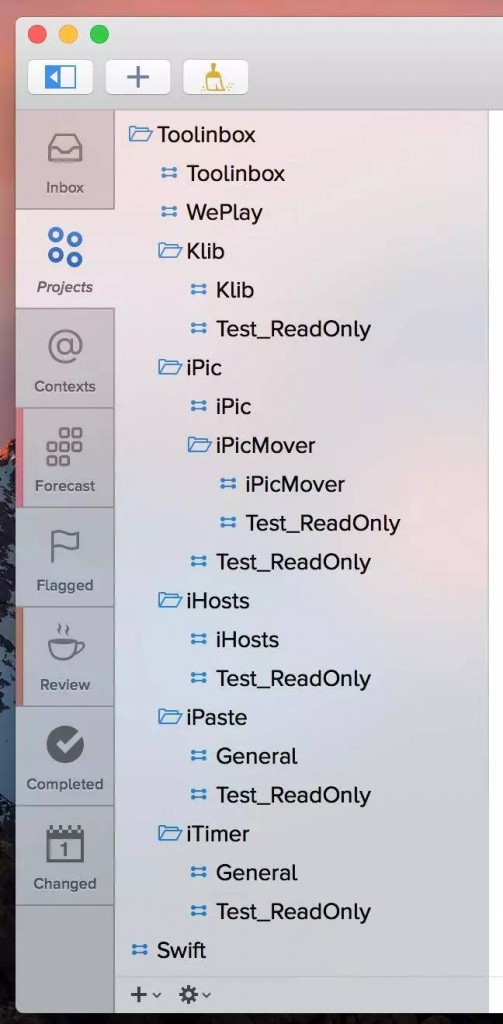 Inbox
Projects
Contexts
Forecast
Flagged
Review
Completed
1
Changed
Toolinbox
Toolinbox
WePlay
Klib
Klib
Test_ReadOnly
iPic
iPic
iPicMover
iPicMover
Test_ReadOnly
Test_ReadOnly
iHosts
iHosts
Test_ReadOnly
iPaste
General
Test_ReadOnly
iTimer
General
Test_ReadOnly
Swift